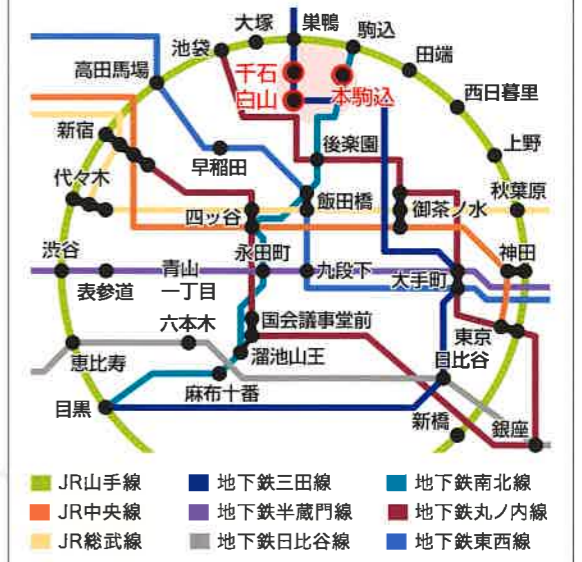 大塚
巣鴨
駒込
池袋
田端
高田馬場
千石
白山
本駒込
西日暮里
新宿
早稲田
後楽園
上野
代々木
飯田橋
御茶ノ水
秋葉原
四ッ谷
渋谷
永田町
神田
表参道
青山
一丁目
九段下
大手町
六本木
国会議事堂前
東京
日比谷
恵比寿
溜池山王
麻布十番
目黒
新橋
銀座
JR山手線
地下鉄三田線
地下鉄南北線
JR中央線
地下鉄半蔵門線
地下鉄丸ノ内線
JR総武線
地下鉄日比谷線
地下鉄東西線